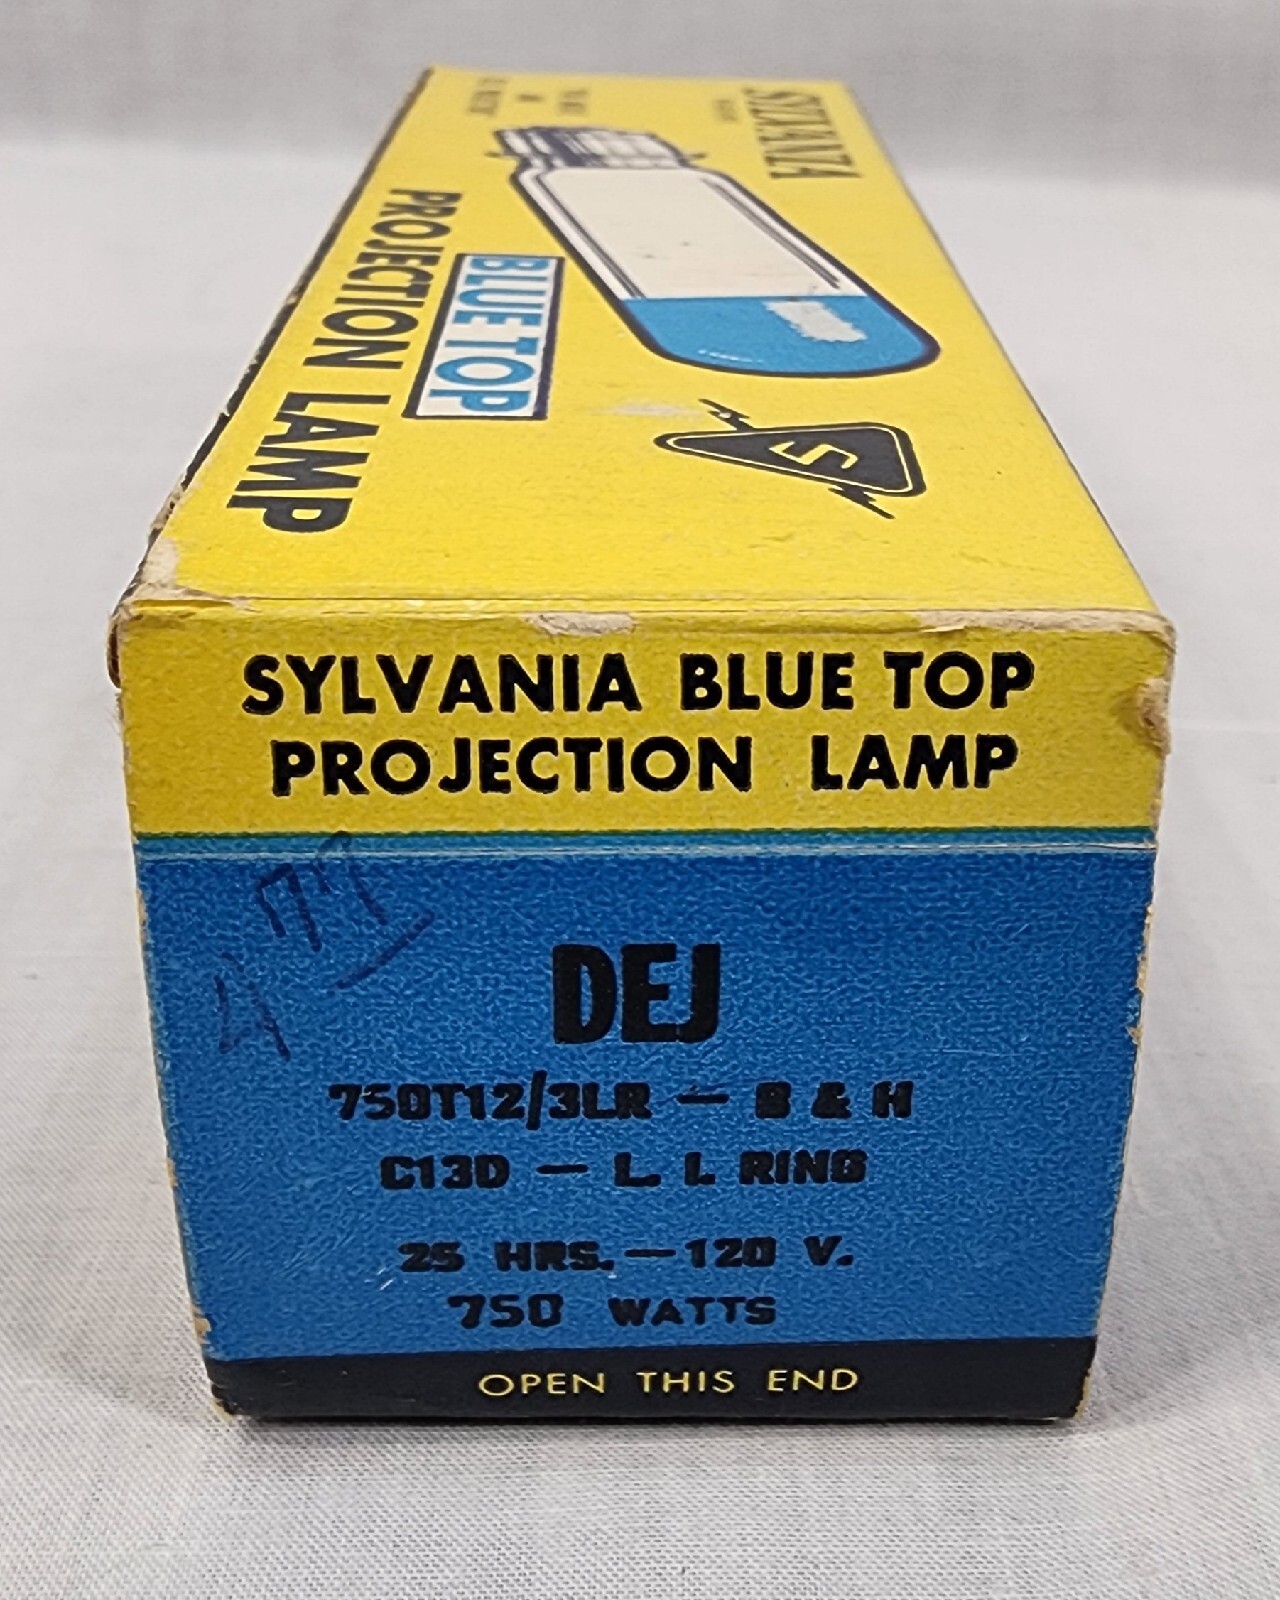 SYLVANIA
BLUE TOP
PROJECTION LAMP
S
SYLVANIA BLUE TOP
PROJECTION LAMP
477
DEJ
750T12/3LR — B & H
C13D — L. L RING
25 HRS. — 120 V.
750 WATTS
OPEN THIS END